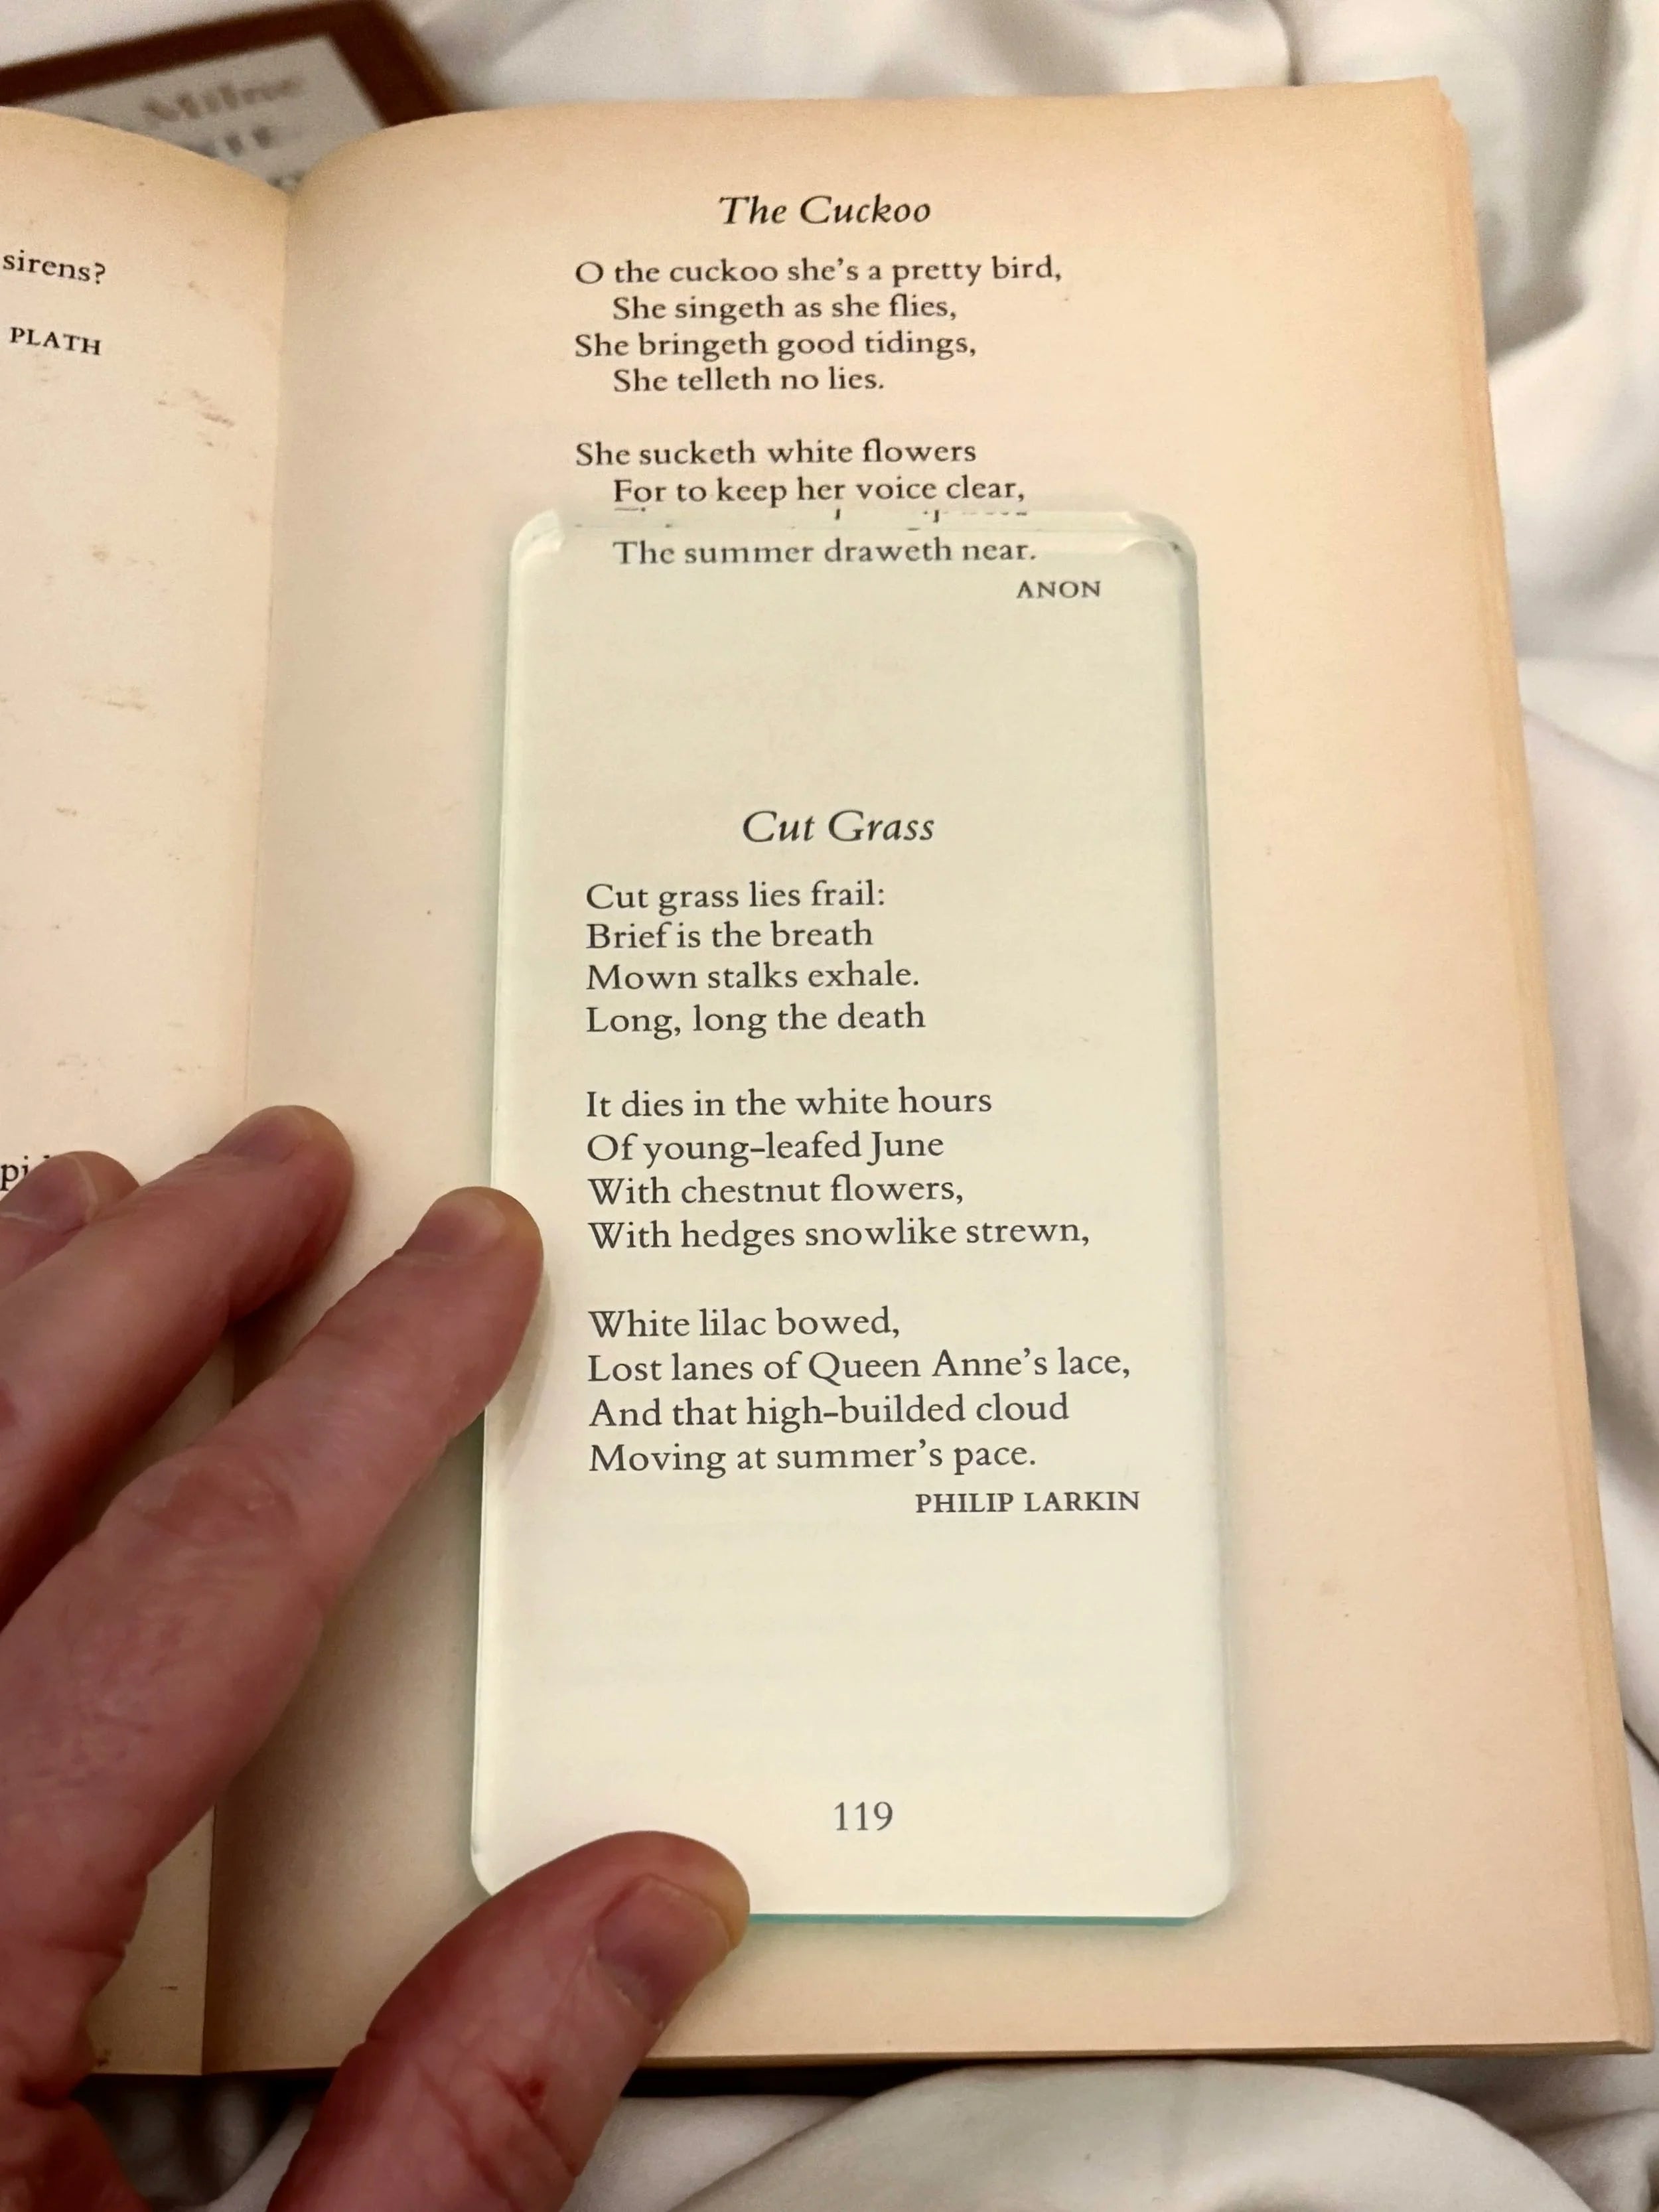 Milne
sirens?
PLATH
The Cuckoo
O the cuckoo she's a pretty bird,
She singeth as she flies,
She bringeth good tidings,
She telleth no lies.
She sucketh white flowers
For to keep her voice clear,
The summer draweth near.
ANON
Cut Grass
Cut grass lies frail:
Brief is the breath
Mown stalks exhale.
Long, long the death
It dies in the white hours
Of young-leafed June
With chestnut flowers,
With hedges snowlike strewn,
White lilac bowed,
Lost lanes of Queen Anne's lace,
And that high-builded cloud
Moving at summer's pace.
PHILIP LARKIN
119